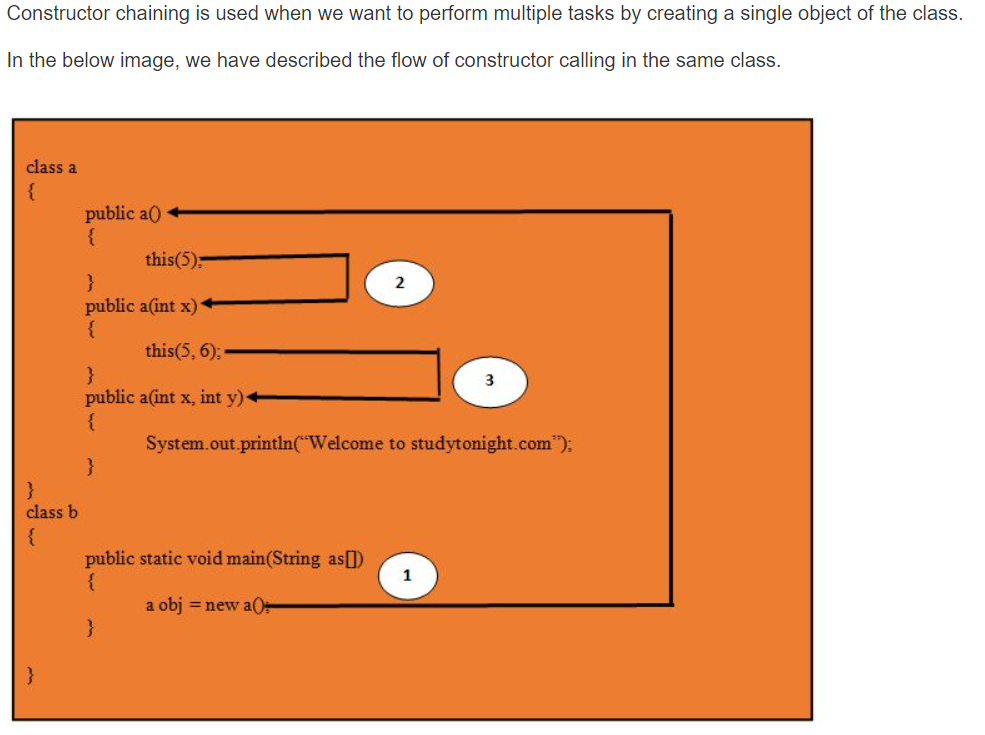 Constructor chaining is used when we want to perform multiple tasks by creating a single object of the class.
In the below image, we have described the flow of constructor calling in the same class.
class a
{
public a()
{
this(5);
2
}
public a(int x)
{
this(5, 6);
3
}
public a(int x, int y)
{
System.out.println(“Welcome to studytonight.com”);
}
}
class b
{
public static void main(String as[])
1
{
a obj = new a();
}
}